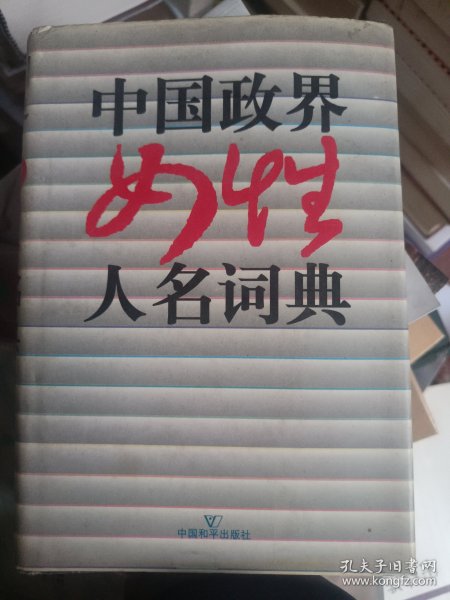 中国政界
女性
人名词典
中国和平出版社
孔夫子旧书网
www.kongfz.com